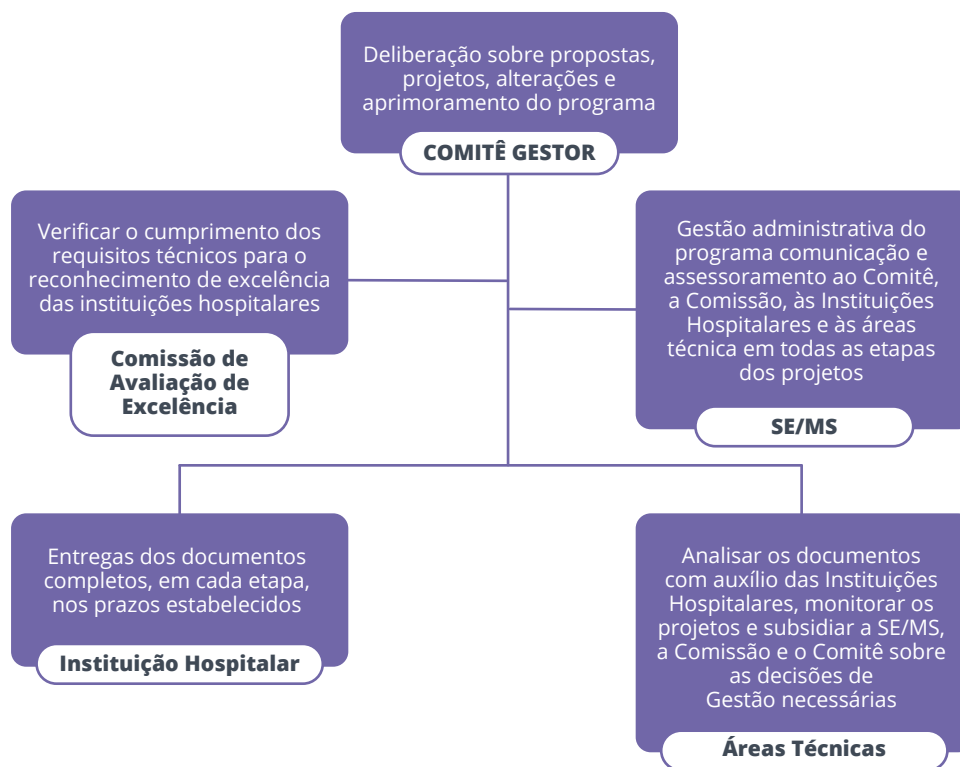 Deliberação sobre propostas,
projetos, alterações e
aprimoramento do programa
COMITÊ GESTOR
Verificar o cumprimento dos
requisitos técnicos para o
reconhecimento de excelência
das instituições hospitalares
Comissão de
Avaliação de
Excelência
Gestão administrativa do
programa comunicação e
assessoramento ao Comitê,
a Comissão, às Instituições
Hospitalares e às áreas
técnica em todas as etapas
dos projetos
SE/MS
Entregas dos documentos
completos, em cada etapa,
nos prazos estabelecidos
Instituição Hospitalar
Analisar os documentos
com auxílio das Instituições
Hospitalares, monitorar os
projetos e subsidiar a SE/MS,
a Comissão e o Comitê sobre
as decisões de
Gestão necessárias
Áreas Técnicas